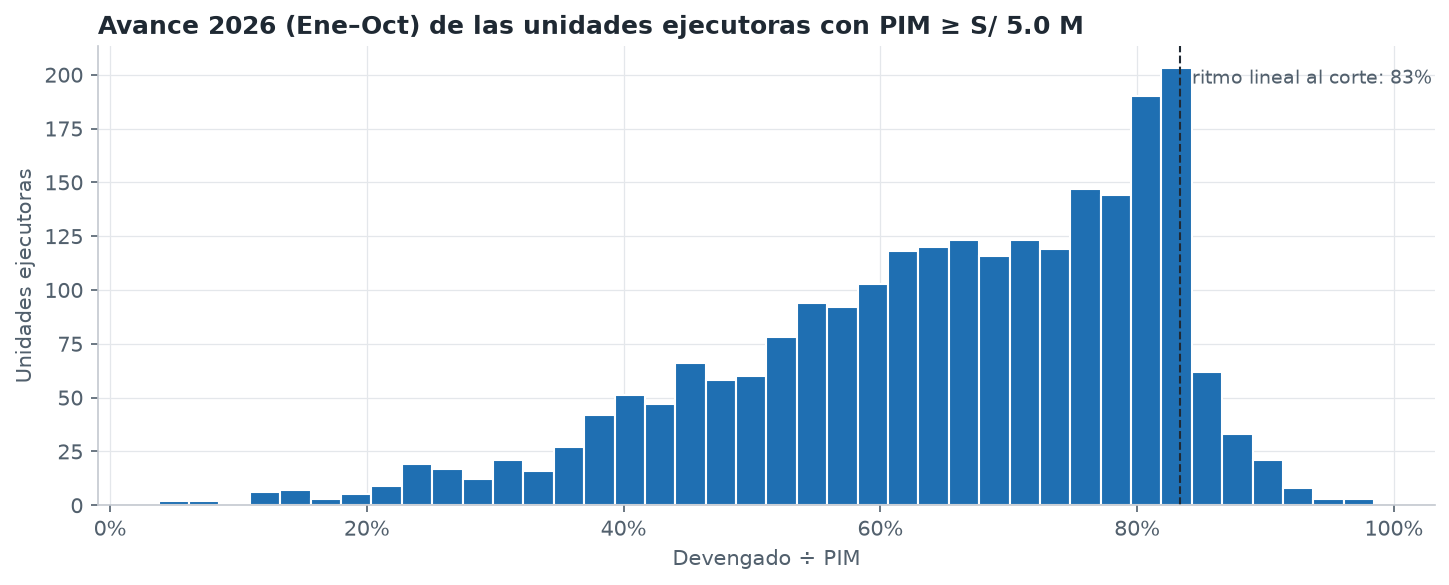 Avance 2026 (Ene–Oct) de las unidades ejecutoras con PIM ≥ S/ 5.0 M
Unidades ejecutoras
200
175
150
125
100
75
50
25
0
ritmo lineal al corte: 83%
0% 20% 40% 60% 80% 100%
Devengado ÷ PIM